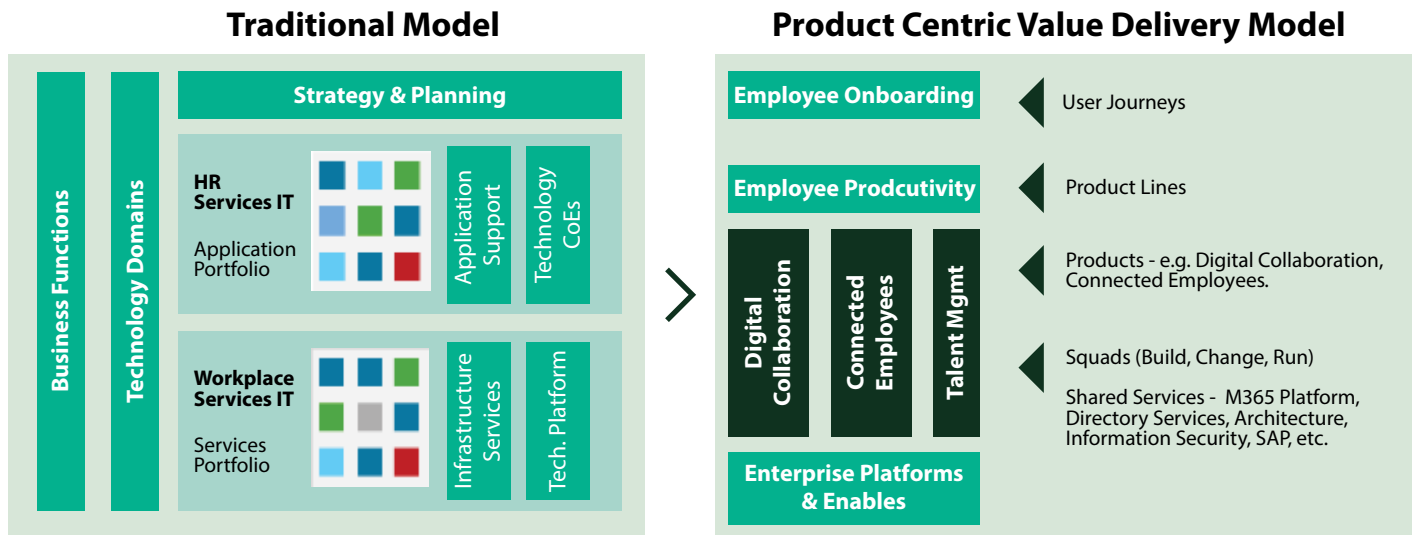 Traditional Model
Business Functions
Technology Domains
Strategy & Planning
HR
Services IT
Application
Portfolio
Application
Support
Technology
CoEs
Workplace
Services IT
Services
Portfolio
Infrastructure
Services
Tech. Platform
Product Centric Value Delivery Model
Employee Onboarding
User Journeys
Employee Prodcutivity
Product Lines
Digital
Collaboration
Connected
Employees
Talent Mgmt
Products - e.g. Digital Collaboration,
Connected Employees.
Squads (Build, Change, Run)
Shared Services - M365 Platform,
Directory Services, Architecture,
Information Security, SAP, etc.
Enterprise Platforms
& Enables